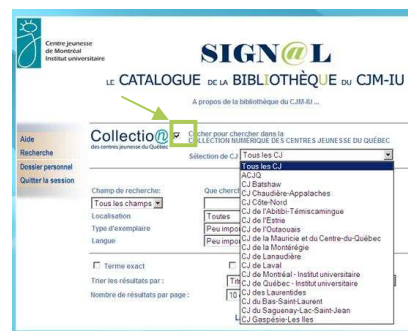 Centre jeunesse
de Montréal
Institut universitaire
SIGN@L
LE CATALOGUE DE LA BIBLIOTHÈQUE DU CJM-IU
A propos de la bibliothèque du CJM-IU ...
Aide
Recherche
Dossier personnel
Quitter la session
Collectio@
des centres jeunesse du Québec
Cocher pour chercher dans la
COLLECTION NUMÉRIQUE DES CENTRES JEUNESSE DU QUÉBEC
Sélection de CJ
Tous les CJ
Tous les CJ
ACJQ
CJ Batshaw
CJ Chaudière-Appalaches
CJ Côte-Nord
CJ de l'Abitibi-Témiscamingue
CJ de l'Estrie
CJ de l'Outaouais
CJ de la Mauricie et du Centre-du-Québec
CJ de la Montérégie
CJ de Lanaudière
CJ de Laval
CJ de Montréal - Institut universitaire
CJ de Québec - Institut universitaire
CJ des Laurentides
CJ du Bas-Saint-Laurent
CJ du Saguenay-Lac-Saint-Jean
CJ Gaspésie-Les Iles
Champ de recherche:
Que cherch
Tous les champs
Localisation
Toutes
Type d'exemplaire
Peu impo
Langue
Peu impo
Terme exact
Trier les résultats par :
Tit
Nombre de résultats par page :
10
L